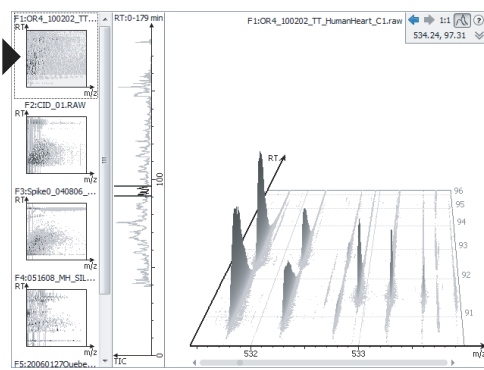 F1:OR4_100202_TT...
RT
m/z
F2:CID_01.RAW
RT
m/z
F3:Spike0_040806_...
RT
m/z
F4:051608_MH_SIL...
RT
m/z
F5:20060127Ouebe...
RT:0-179 min
100
0
TIC
F1:OR4_100202_TT_HumanHeart_C1.raw
1:1
?
534.24, 97.31
RT
96
95
94
93
92
91
532
533
m/z